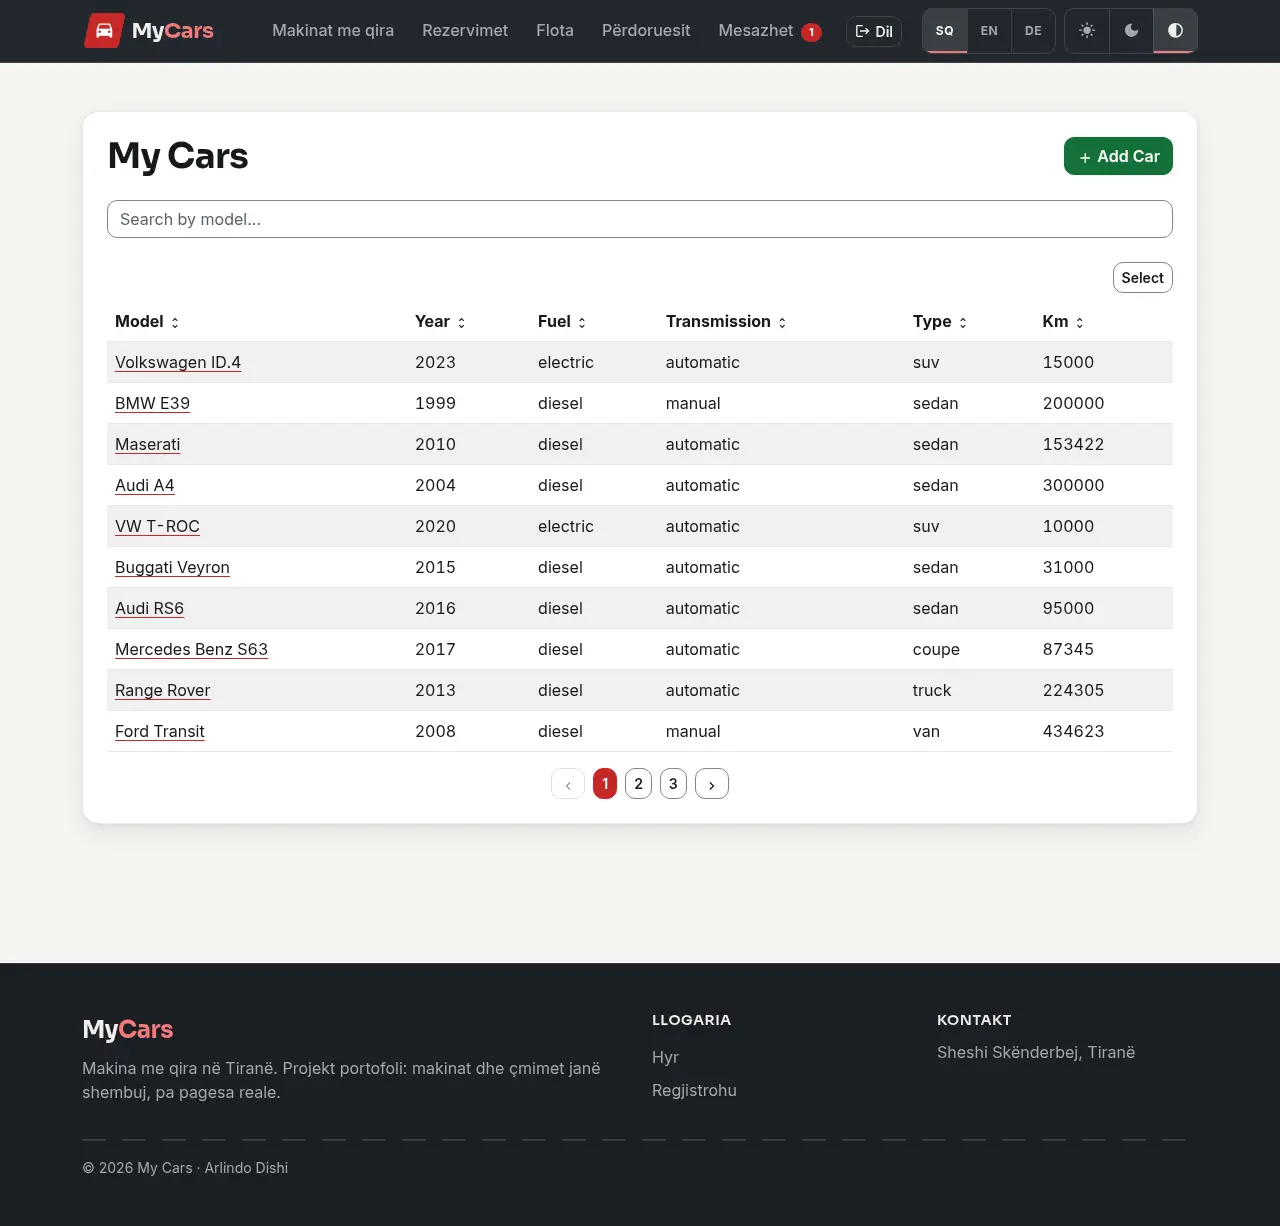 MyCars
Makinat me qira
Rezervimet
Flota
Përdoruesit
Mesazhet 1
Dil
SQ EN DE
My Cars
+ Add Car
Search by model...
Select
Model Year Fuel Transmission Type Km
Volkswagen ID.4 2023 electric automatic suv 15000
BMW E39 1999 diesel manual sedan 200000
Maserati 2010 diesel automatic sedan 153422
Audi A4 2004 diesel automatic sedan 300000
VW T-ROC 2020 electric automatic suv 10000
Buggati Veyron 2015 diesel automatic sedan 31000
Audi RS6 2016 diesel automatic sedan 95000
Mercedes Benz S63 2017 diesel automatic coupe 87345
Range Rover 2013 diesel automatic truck 224305
Ford Transit 2008 diesel manual van 434623
‹ 1 2 3 ›
MyCars
Makina me qira në Tiranë. Projekt portofoli: makinat dhe çmimet janë
shembuj, pa pagesa reale.
LLOGARIA
Hyr
Regjistrohu
KONTAKT
Sheshi Skënderbej, Tiranë
© 2026 My Cars · Arlindo Dishi